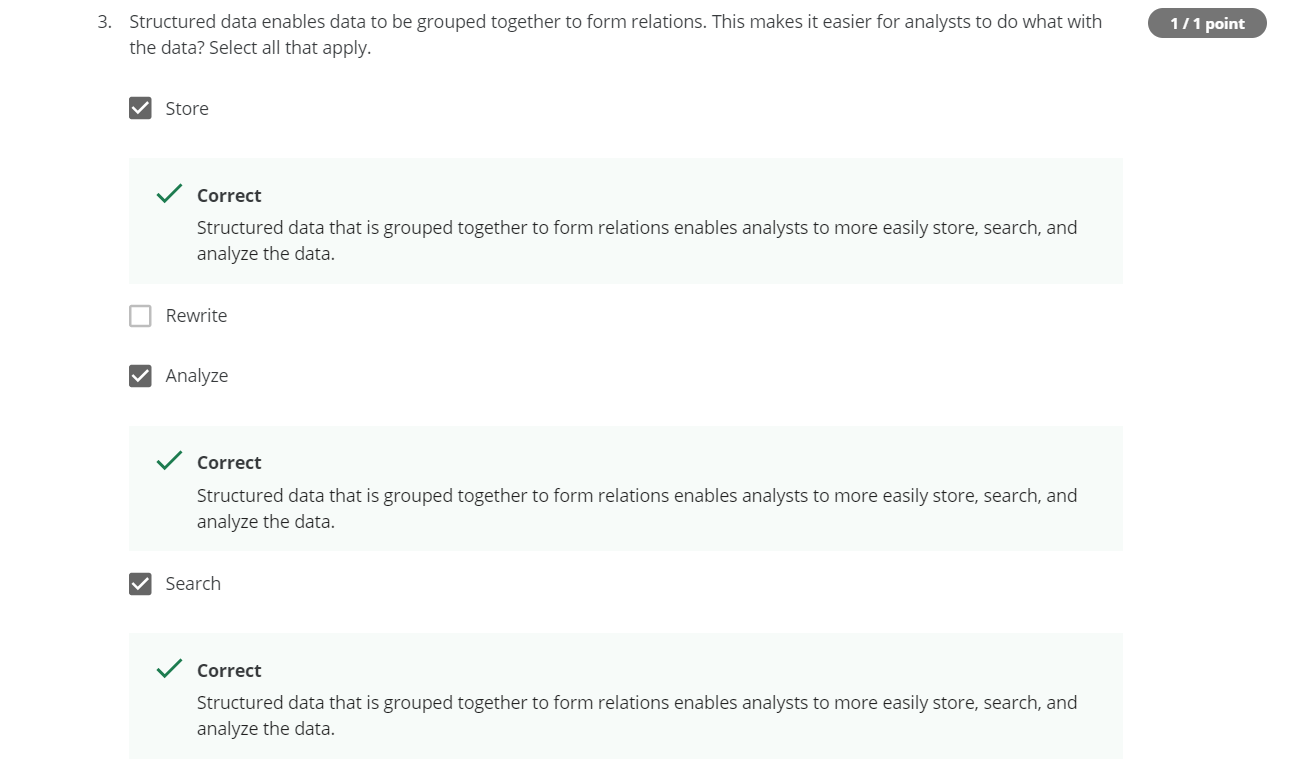 3. Structured data enables data to be grouped together to form relations. This makes it easier for analysts to do what with
the data? Select all that apply.
1 / 1 point
Store
Correct
Structured data that is grouped together to form relations enables analysts to more easily store, search, and
analyze the data.
Rewrite
Analyze
Correct
Structured data that is grouped together to form relations enables analysts to more easily store, search, and
analyze the data.
Search
Correct
Structured data that is grouped together to form relations enables analysts to more easily store, search, and
analyze the data.